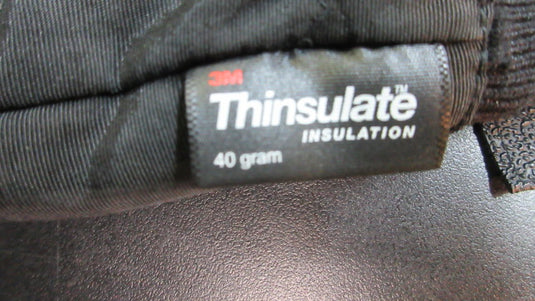 3M
Thinsulate™
INSULATION
40 gram